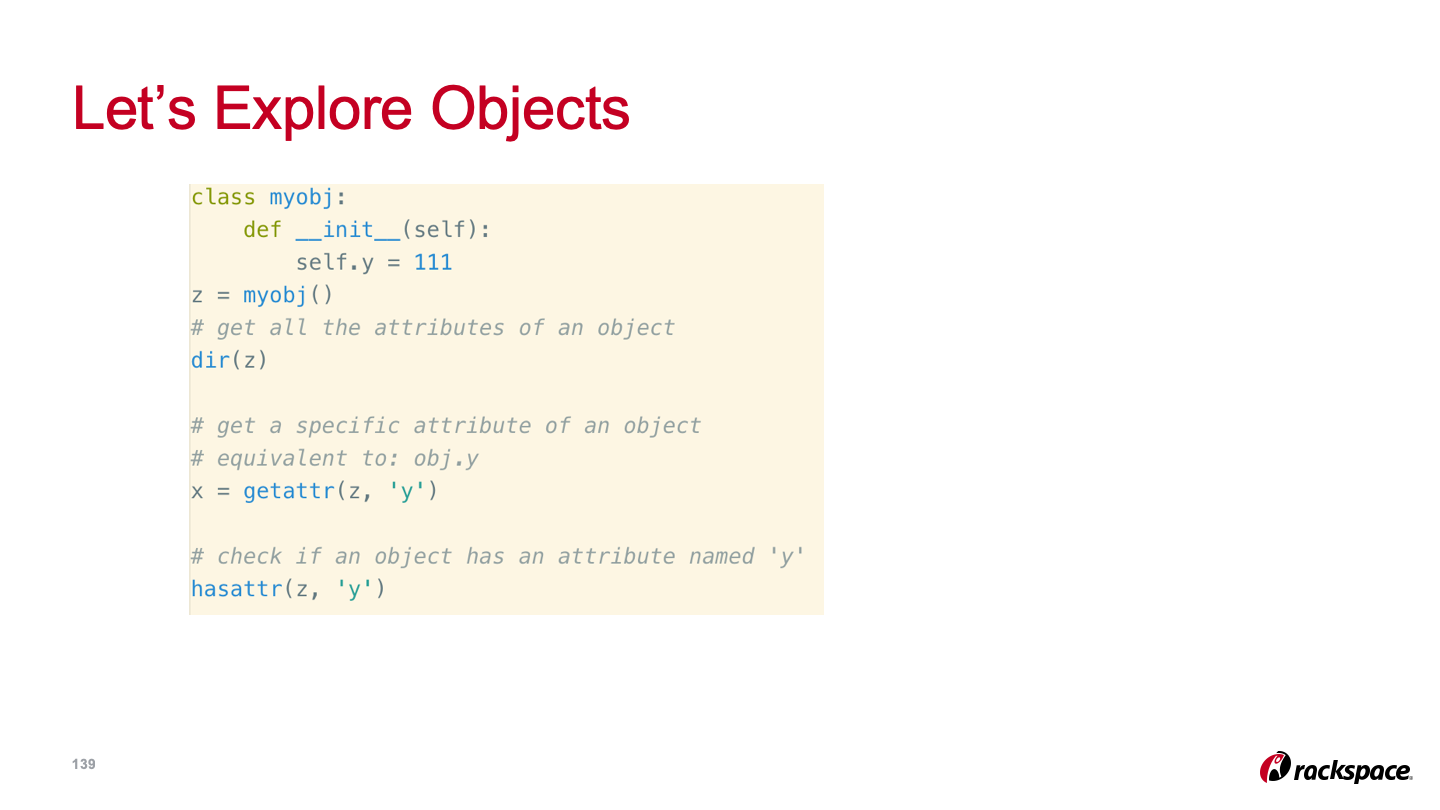 Let’s Explore Objects
class myobj:
    def __init__(self):
        self.y = 111
z = myobj()
# get all the attributes of an object
dir(z)

# get a specific attribute of an object
# equivalent to: obj.y
x = getattr(z, 'y')

# check if an object has an attribute named 'y'
hasattr(z, 'y')
139
rackspace.